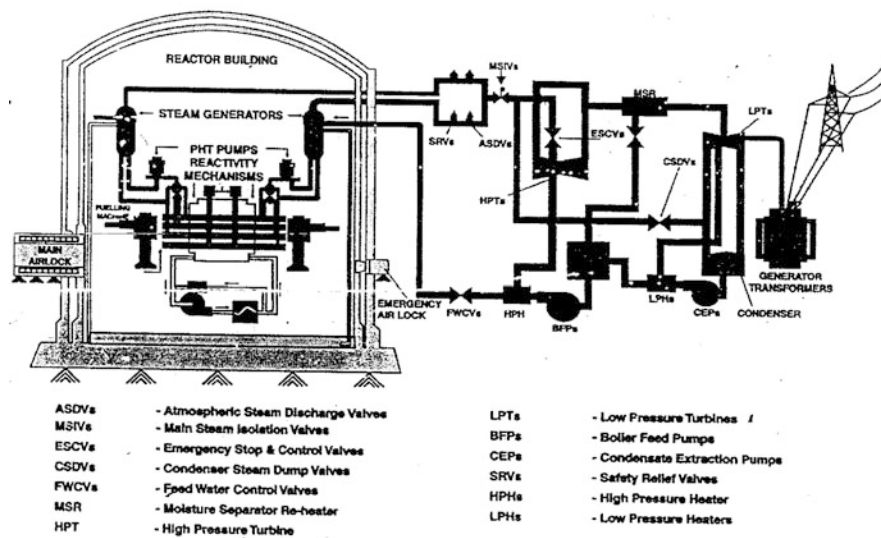 REACTOR BUILDING
STEAM GENERATORS
PHT PUMPS
REACTIVITY
MECHANISMS
FUELLING
MACHINE
MAIN
AIRLOCK
EMERGENCY
AIR LOCK
MSIVs
SRVs
ASDVs
ESCVs
HPTs
MSR
LPTs
CSDVs
FWCVs
HPH
BFPs
LPHs
CEPs
CONDENSER
GENERATOR
TRANSFORMERS
ASDVs - Atmospheric Steam Discharge Valves
MSIVs - Main Steam Isolation Valves
ESCVs - Emergency Stop & Control Valves
CSDVs - Condenser Steam Dump Valves
FWCVs - Feed Water Control Valves
MSR - Moisture Separator Re-heater
HPT - High Pressure Turbine
LPTs - Low Pressure Turbines
BFPs - Boiler Feed Pumps
CEPs - Condensate Extraction Pumps
SRVs - Safety Relief Valves
HPHs - High Pressure Heater
LPHs - Low Pressure Heaters